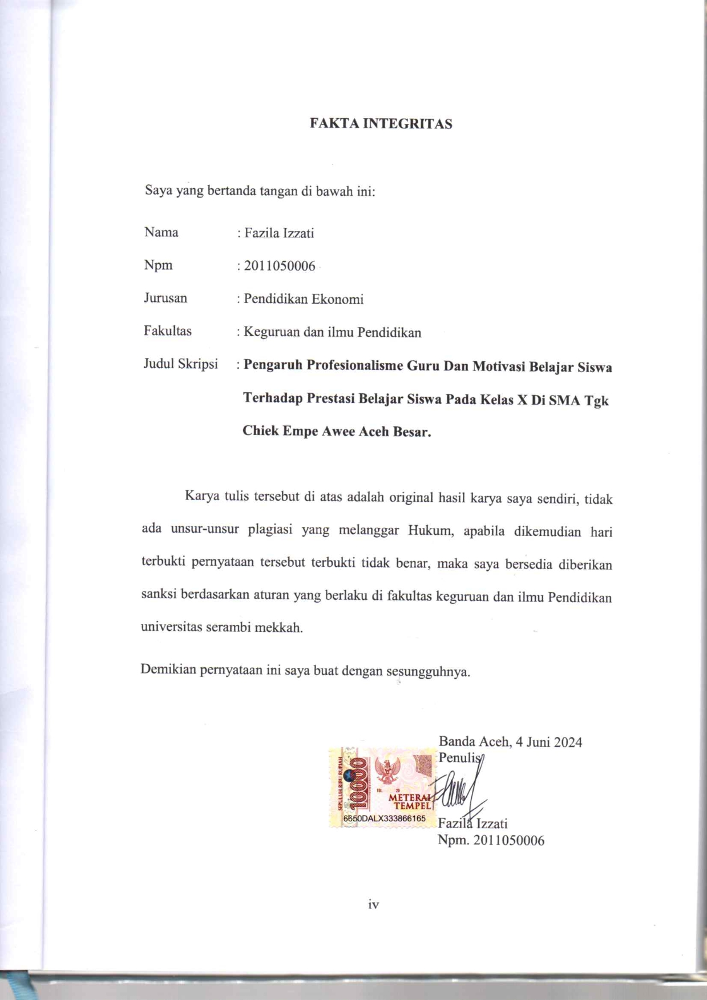 FAKTA INTEGRITAS
Saya yang bertanda tangan di bawah ini:
Nama : Fazila Izzati
Npm : 2011050006
Jurusan : Pendidikan Ekonomi
Fakultas : Keguruan dan ilmu Pendidikan
Judul Skripsi : Pengaruh Profesionalisme Guru Dan Motivasi Belajar Siswa
Terhadap Prestasi Belajar Siswa Pada Kelas X Di SMA Tgk
Chiek Empe Awee Aceh Besar.
Karya tulis tersebut di atas adalah original hasil karya saya sendiri, tidak
ada unsur-unsur plagiasi yang melanggar Hukum, apabila dikemudian hari
terbukti pernyataan tersebut terbukti tidak benar, maka saya bersedia diberikan
sanksi berdasarkan aturan yang berlaku di fakultas keguruan dan ilmu Pendidikan
universitas serambi mekkah.
Demikian pernyataan ini saya buat dengan sesungguhnya.
Banda Aceh, 4 Juni 2024
Penulis
SEPULUH RIBU RUPIAH
10000
TGL. 20
METERAI
TEMPEL
6650DALX333866165
Fazila Izzati
Npm. 2011050006
iv